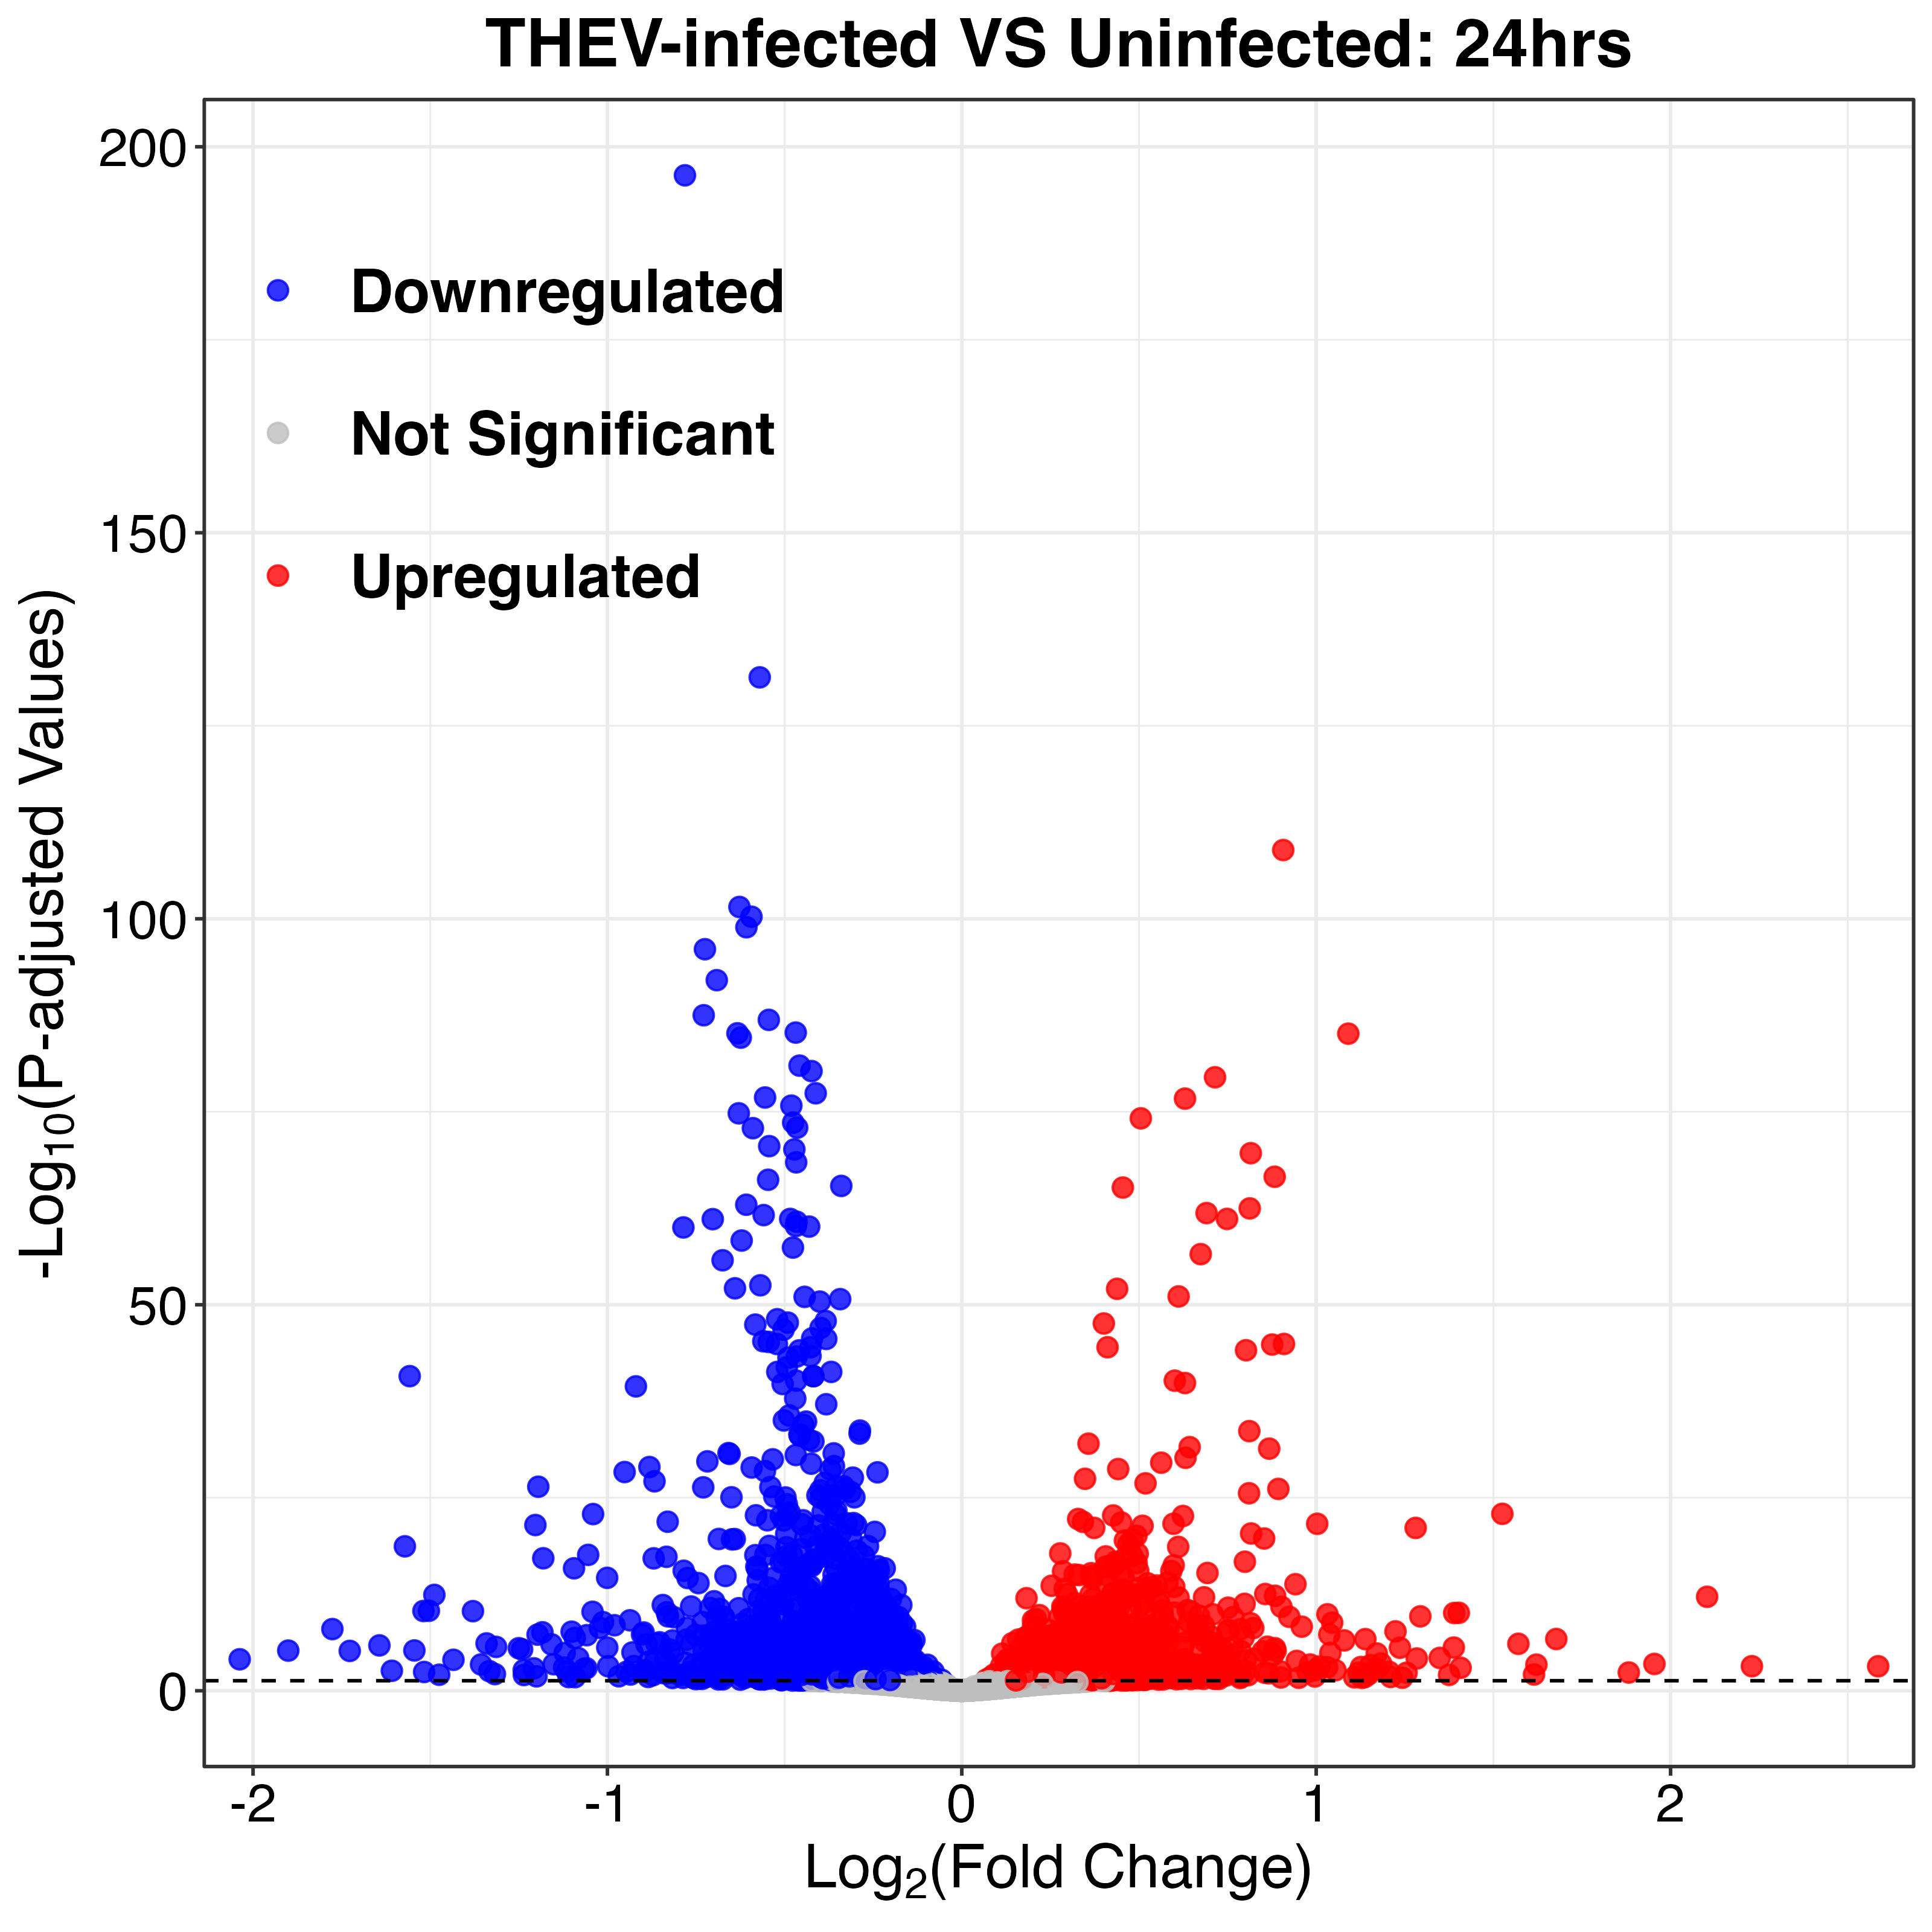 THEV-infected VS Uninfected: 24hrs
200
150
100
50
0
-Log₁₀(P-adjusted Values)
Downregulated
Not Significant
Upregulated
-2 -1 0 1 2
Log₂(Fold Change)